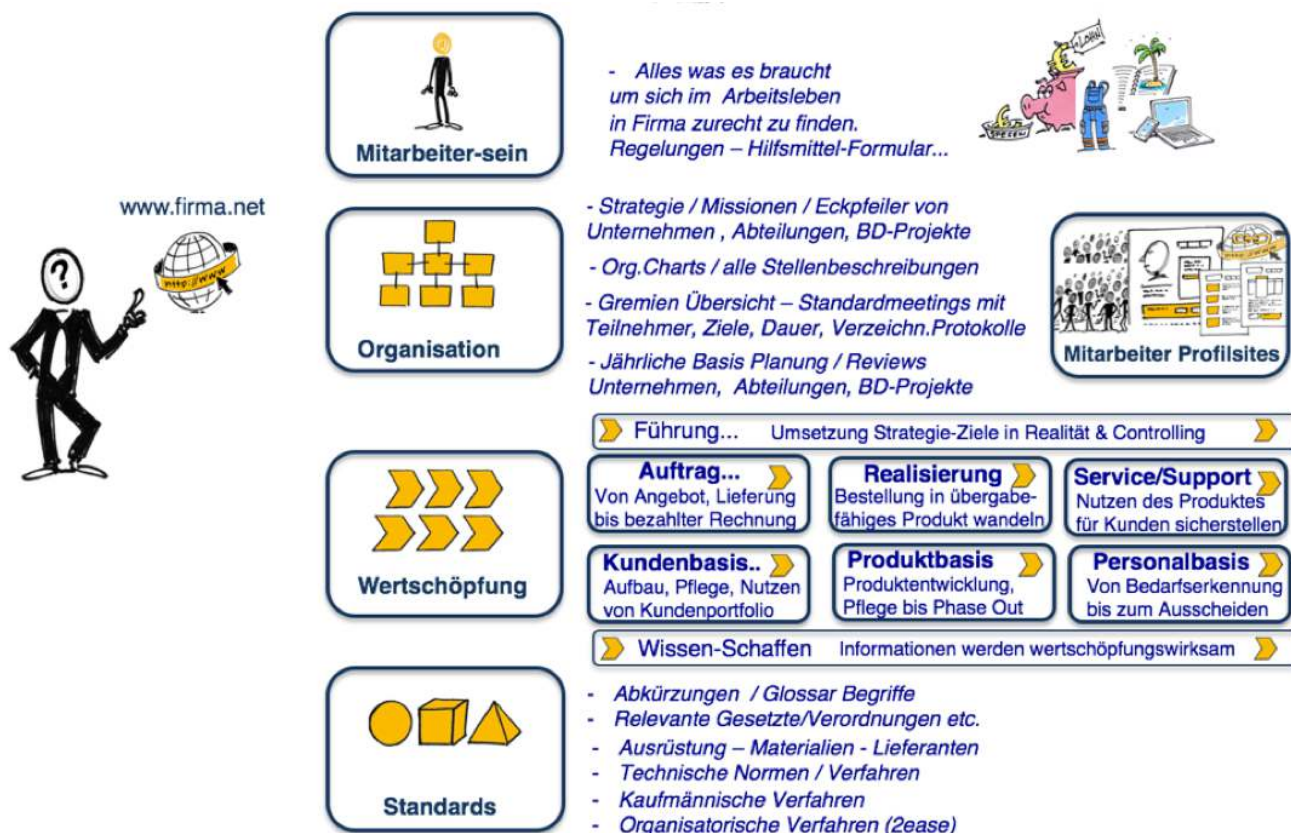 LOHN
SPESEN
Mitarbeiter-sein
- Alles was es braucht
um sich im Arbeitsleben
in Firma zurecht zu finden.
Regelungen – Hilfsmittel-Formular...
www.firma.net
http://www
Organisation
- Strategie / Missionen / Eckpfeiler von
Unternehmen , Abteilungen, BD-Projekte
- Org.Charts / alle Stellenbeschreibungen
- Gremien Übersicht – Standardmeetings mit
Teilnehmer, Ziele, Dauer, Verzeichn.Protokolle
- Jährliche Basis Planung / Reviews
Unternehmen, Abteilungen, BD-Projekte
Mitarbeiter Profilsites
Führung... Umsetzung Strategie-Ziele in Realität & Controlling
Wertschöpfung
Auftrag...
Von Angebot, Lieferung
bis bezahlter Rechnung
Realisierung
Bestellung in übergabe-
fähiges Produkt wandeln
Service/Support
Nutzen des Produktes
für Kunden sicherstellen
Kundenbasis..
Aufbau, Pflege, Nutzen
von Kundenportfolio
Produktbasis
Produktentwicklung,
Pflege bis Phase Out
Personalbasis
Von Bedarfserkennung
bis zum Ausscheiden
Wissen-Schaffen Informationen werden wertschöpfungswirksam
Standards
- Abkürzungen / Glossar Begriffe
- Relevante Gesetzte/Verordnungen etc.
- Ausrüstung – Materialien - Lieferanten
- Technische Normen / Verfahren
- Kaufmännische Verfahren
- Organisatorische Verfahren (2ease)